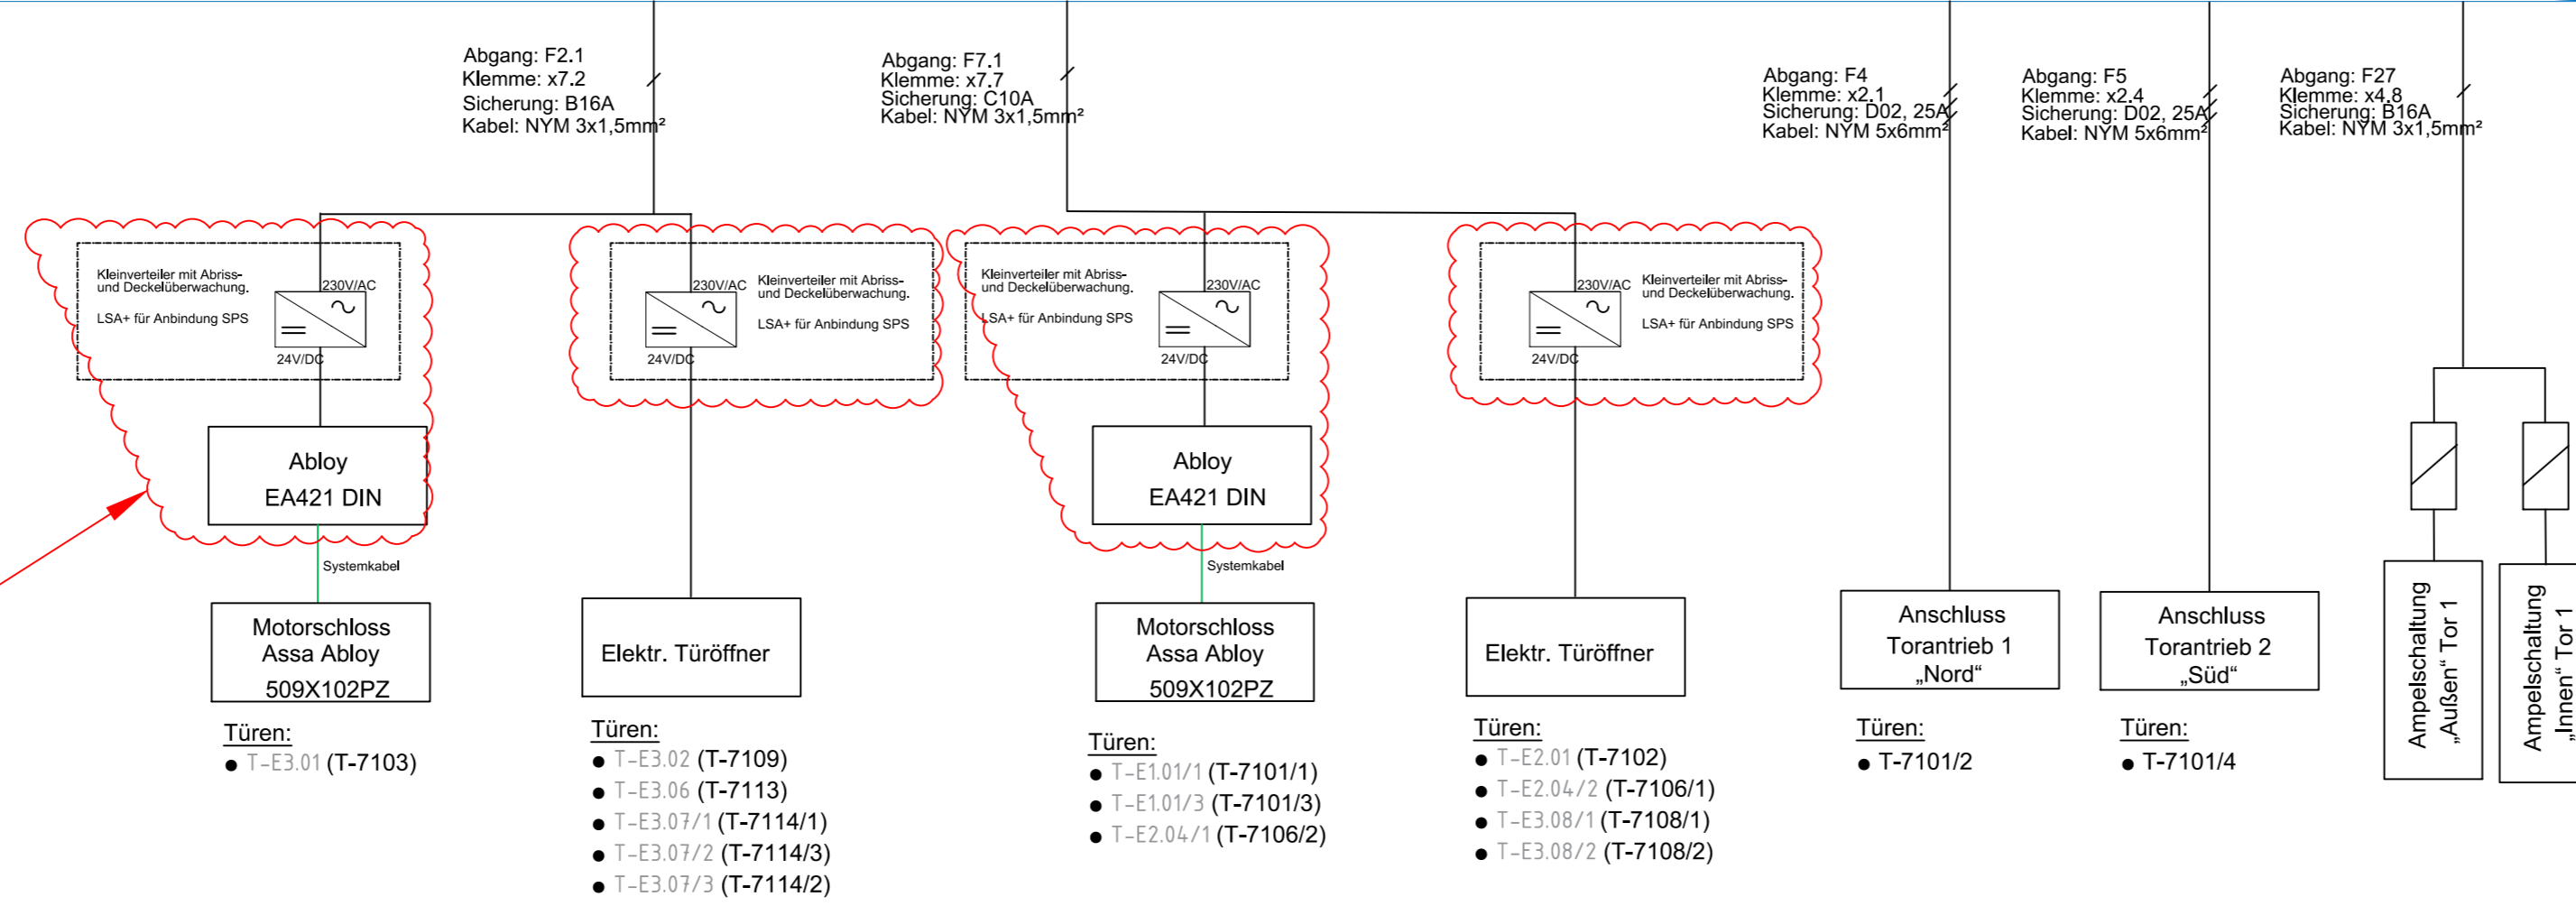 Abgang: F2.1
Klemme: x7.2
Sicherung: B16A
Kabel: NYM 3x1,5mm²
Abgang: F7.1
Klemme: x7.7
Sicherung: C10A
Kabel: NYM 3x1,5mm²
Abgang: F4
Klemme: x2.1
Sicherung: D02, 25A
Kabel: NYM 5x6mm²
Abgang: F5
Klemme: x2.4
Sicherung: D02, 25A
Kabel: NYM 5x6mm²
Abgang: F27
Klemme: x4.8
Sicherung: B16A
Kabel: NYM 3x1,5mm²
Kleinverteiler mit Abriss-
und Deckelüberwachung.
LSA+ für Anbindung SPS
230V/AC
24V/DC
230V/AC
24V/DC
Kleinverteiler mit Abriss-
und Deckelüberwachung.
LSA+ für Anbindung SPS
Kleinverteiler mit Abriss-
und Deckelüberwachung.
LSA+ für Anbindung SPS
230V/AC
24V/DC
230V/AC
24V/DC
Kleinverteiler mit Abriss-
und Deckelüberwachung.
LSA+ für Anbindung SPS
Abloy
EA421 DIN
Systemkabel
Abloy
EA421 DIN
Systemkabel
Motorschloss
Assa Abloy
509X102PZ
Elektr. Türöffner
Motorschloss
Assa Abloy
509X102PZ
Elektr. Türöffner
Anschluss
Torantrieb 1
„Nord“
Anschluss
Torantrieb 2
„Süd“
Ampelschaltung
„Außen“ Tor 1
Ampelschaltung
„Innen“ Tor 1
Türen:
● T-E3.01 (T-7103)
Türen:
● T-E3.02 (T-7109)
● T-E3.06 (T-7113)
● T-E3.07/1 (T-7114/1)
● T-E3.07/2 (T-7114/3)
● T-E3.07/3 (T-7114/2)
Türen:
● T-E1.01/1 (T-7101/1)
● T-E1.01/3 (T-7101/3)
● T-E2.04/1 (T-7106/2)
Türen:
● T-E2.01 (T-7102)
● T-E2.04/2 (T-7106/1)
● T-E3.08/1 (T-7108/1)
● T-E3.08/2 (T-7108/2)
Türen:
● T-7101/2
Türen:
● T-7101/4